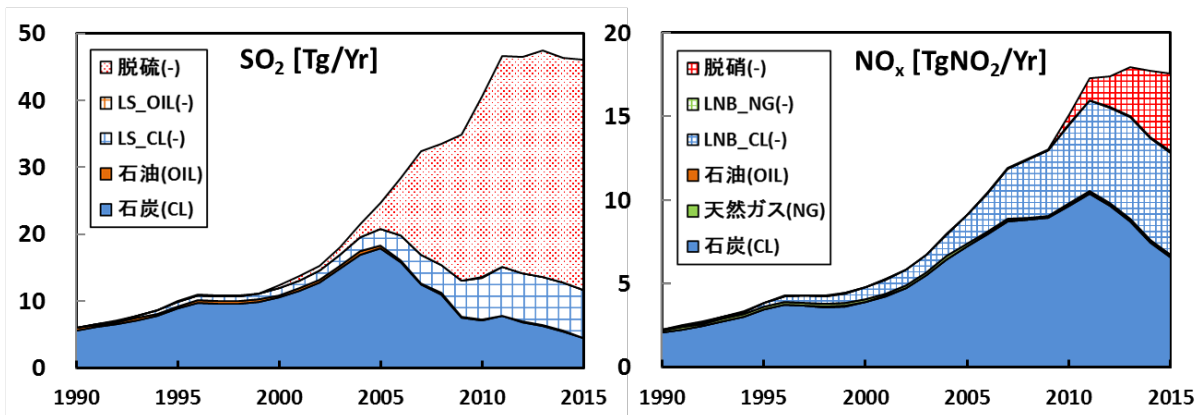 SO2 [Tg/Yr]
50
40
30
20
10
0
脱硫(-)
LS_OIL(-)
LS_CL(-)
石油(OIL)
石炭(CL)
1990 1995 2000 2005 2010 2015
NOx [TgNO2/Yr]
20
15
10
5
0
脱硝(-)
LNB_NG(-)
LNB_CL(-)
石油(OIL)
天然ガス(NG)
石炭(CL)
1990 1995 2000 2005 2010 2015